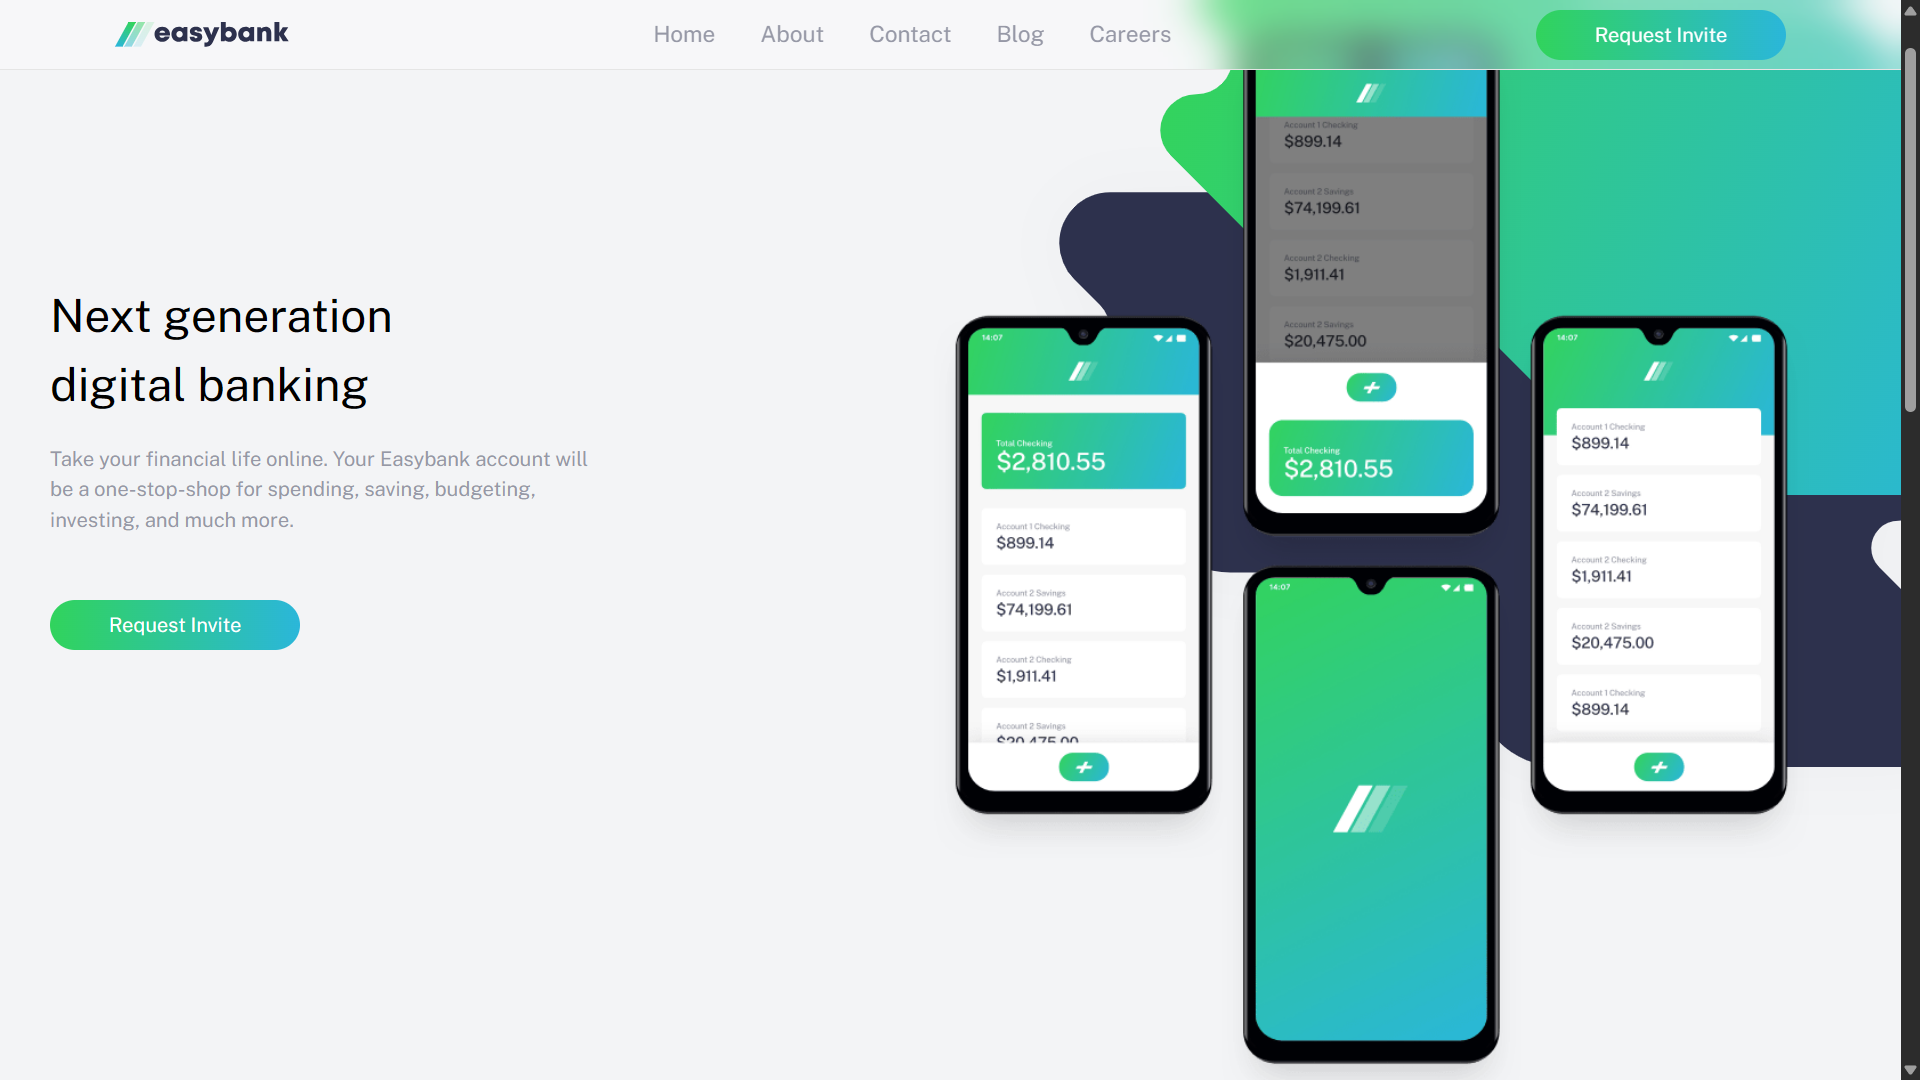 easybank
Home
About
Contact
Blog
Careers
Request Invite
Next generation
digital banking
Take your financial life online. Your Easybank account will
be a one-stop-shop for spending, saving, budgeting,
investing, and much more.
Request Invite
Account 1 Checking
$899.14
Account 2 Savings
$74,199.61
Account 2 Checking
$1,911.41
Account 2 Savings
$20,475.00
Total Checking
$2,810.55
14:07
Total Checking
$2,810.55
Account 1 Checking
$899.14
Account 2 Savings
$74,199.61
Account 2 Checking
$1,911.41
Account 2 Savings
$20,475.00
14:07
14:07
Account 1 Checking
$899.14
Account 2 Savings
$74,199.61
Account 2 Checking
$1,911.41
Account 2 Savings
$20,475.00
Account 1 Checking
$899.14